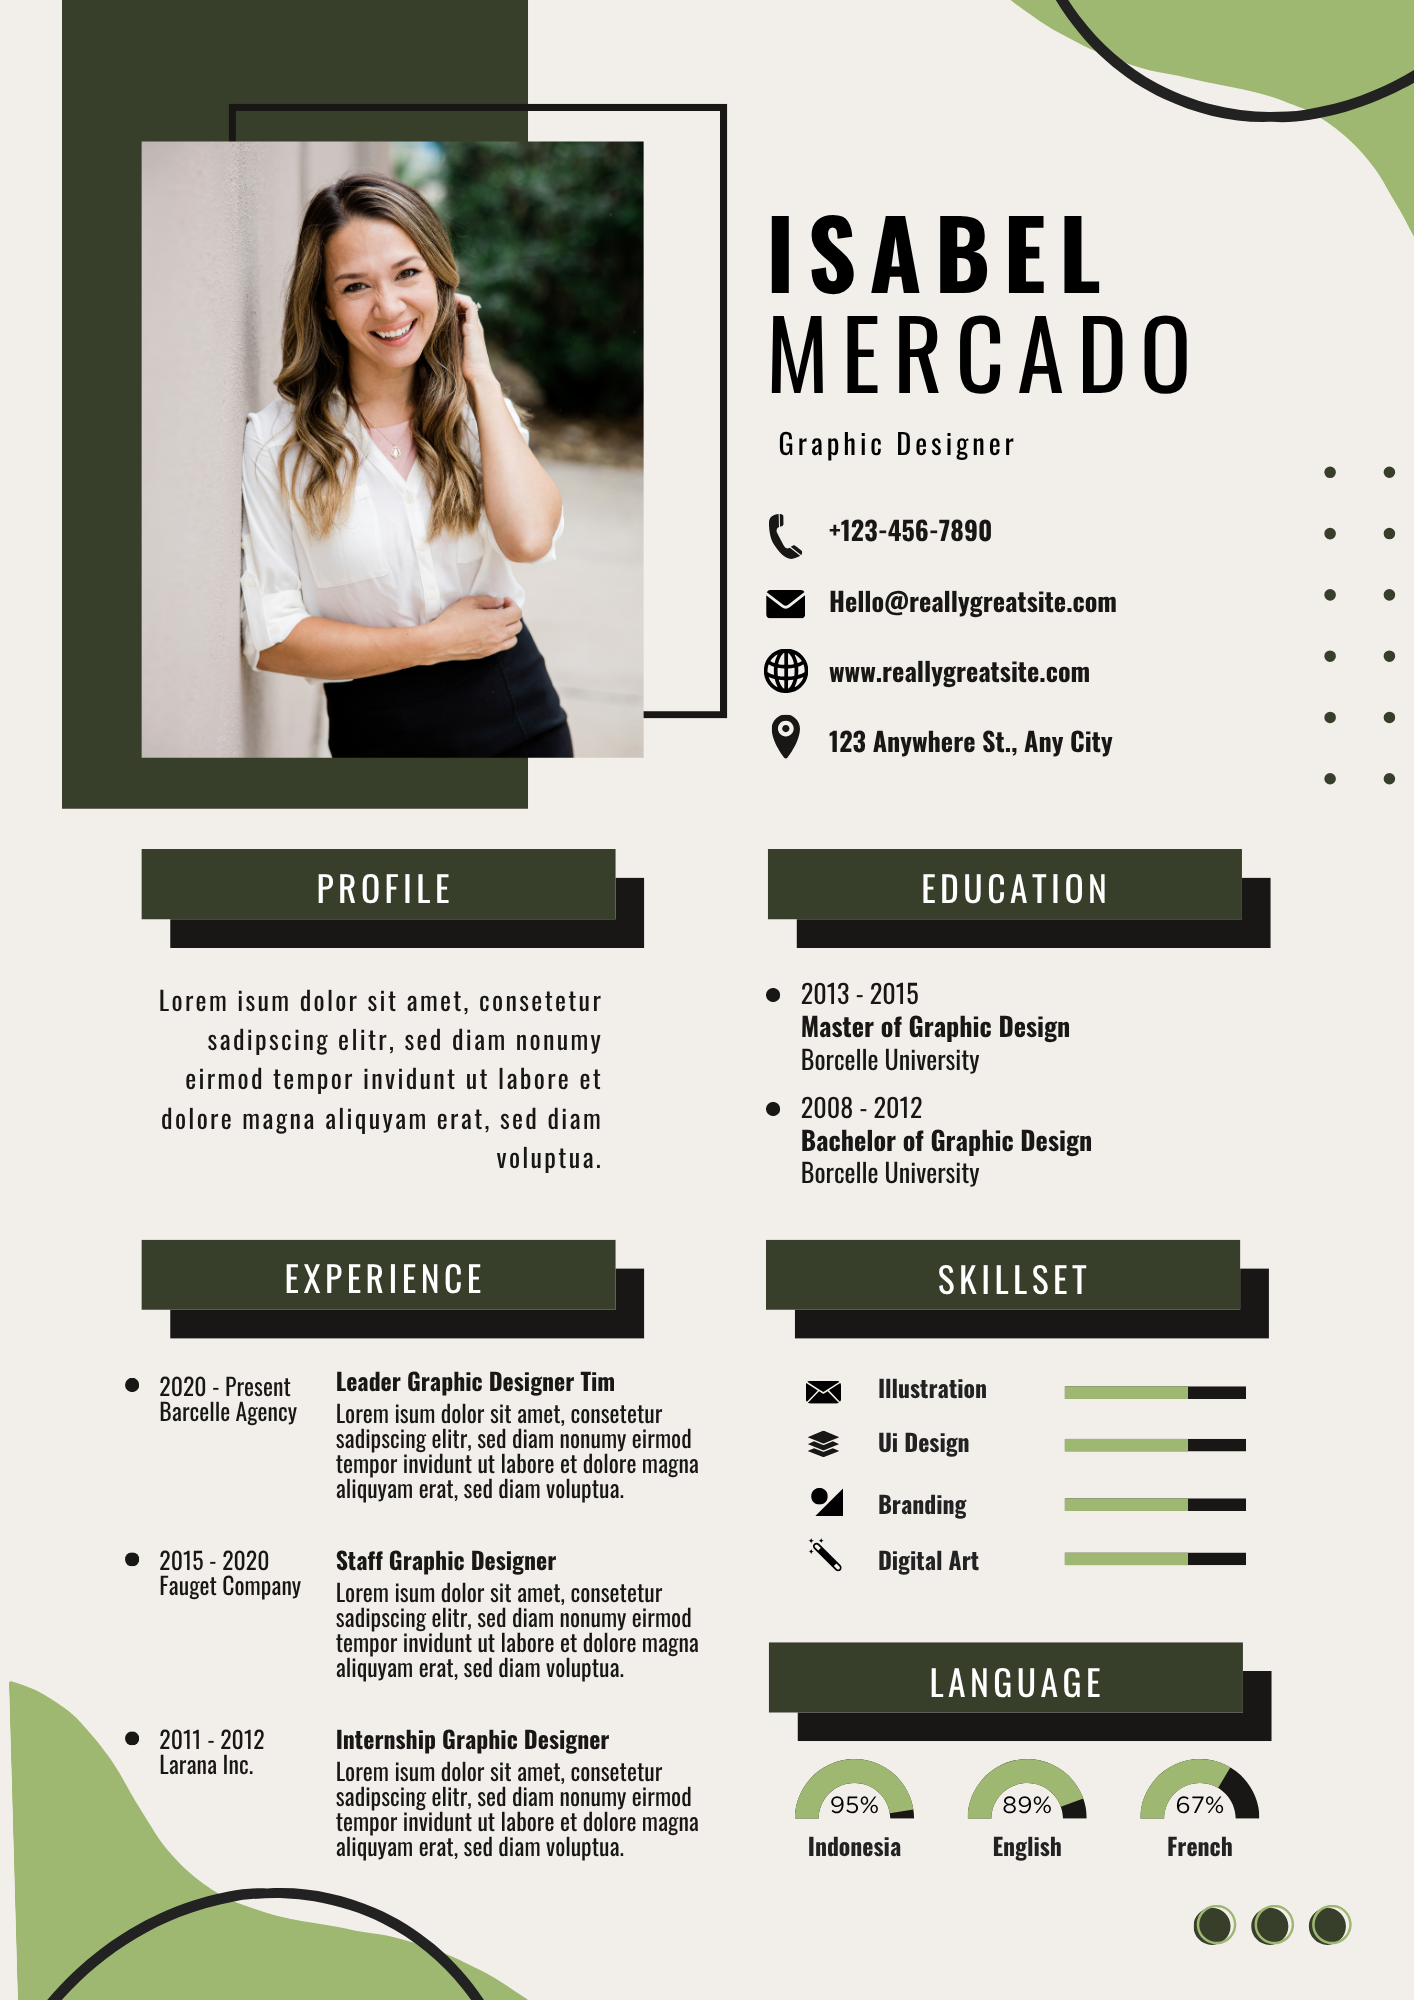 ISABEL
MERCADO
Graphic Designer
+123-456-7890
Hello@reallygreatsite.com
www.reallygreatsite.com
123 Anywhere St., Any City
PROFILE
Lorem isum dolor sit amet, consetetur
sadipscing elitr, sed diam nonumy
eirmod tempor invidunt ut labore et
dolore magna aliquyam erat, sed diam
voluptua.
EDUCATION
2013 - 2015
Master of Graphic Design
Borcelle University
2008 - 2012
Bachelor of Graphic Design
Borcelle University
EXPERIENCE
2020 - Present
Barcelle Agency
Leader Graphic Designer Tim
Lorem isum dolor sit amet, consetetur
sadipscing elitr, sed diam nonumy eirmod
tempor invidunt ut labore et dolore magna
aliquyam erat, sed diam voluptua.
2015 - 2020
Fauget Company
Staff Graphic Designer
Lorem isum dolor sit amet, consetetur
sadipscing elitr, sed diam nonumy eirmod
tempor invidunt ut labore et dolore magna
aliquyam erat, sed diam voluptua.
2011 - 2012
Larana Inc.
Internship Graphic Designer
Lorem isum dolor sit amet, consetetur
sadipscing elitr, sed diam nonumy eirmod
tempor invidunt ut labore et dolore magna
aliquyam erat, sed diam voluptua.
SKILLSET
Illustration
Ui Design
Branding
Digital Art
LANGUAGE
95%
Indonesia
89%
English
67%
French